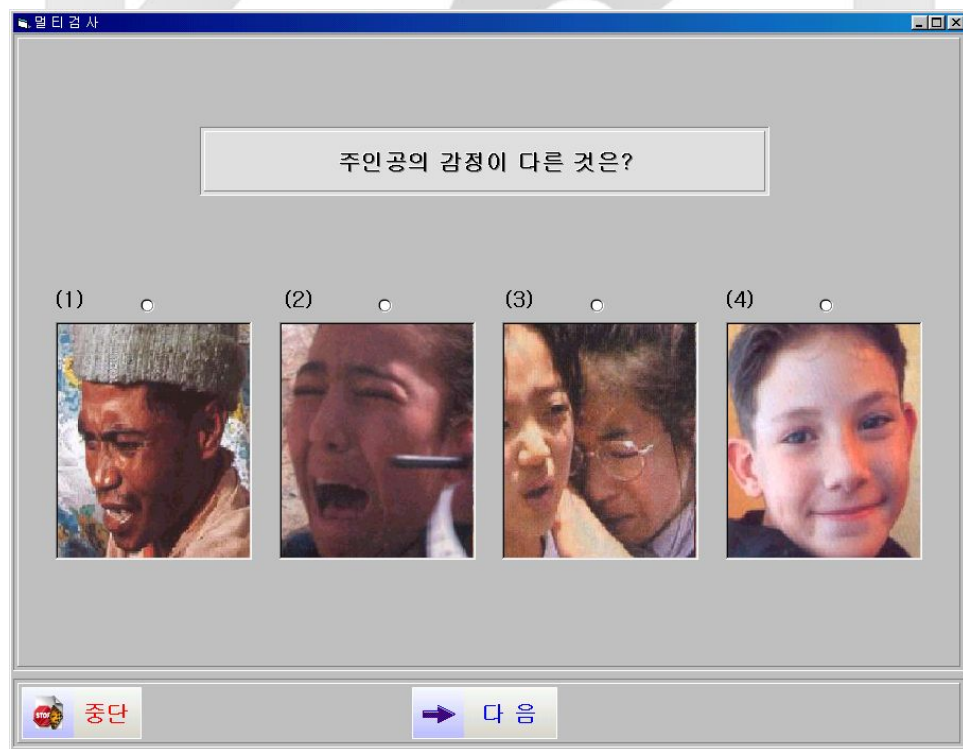 멀티검사
주인공의 감정이 다른 것은?
(1) (2) (3) (4)
STOP 중단
다 음